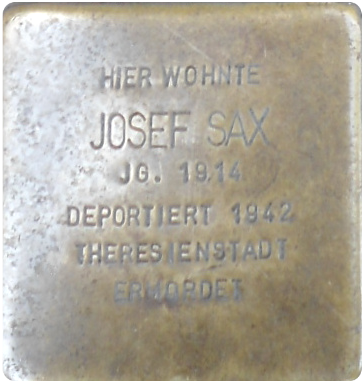 HIER WOHNTE
JOSEF SAX
JG. 1914
DEPORTIERT 1942
THERESIENSTADT
ERMORDET